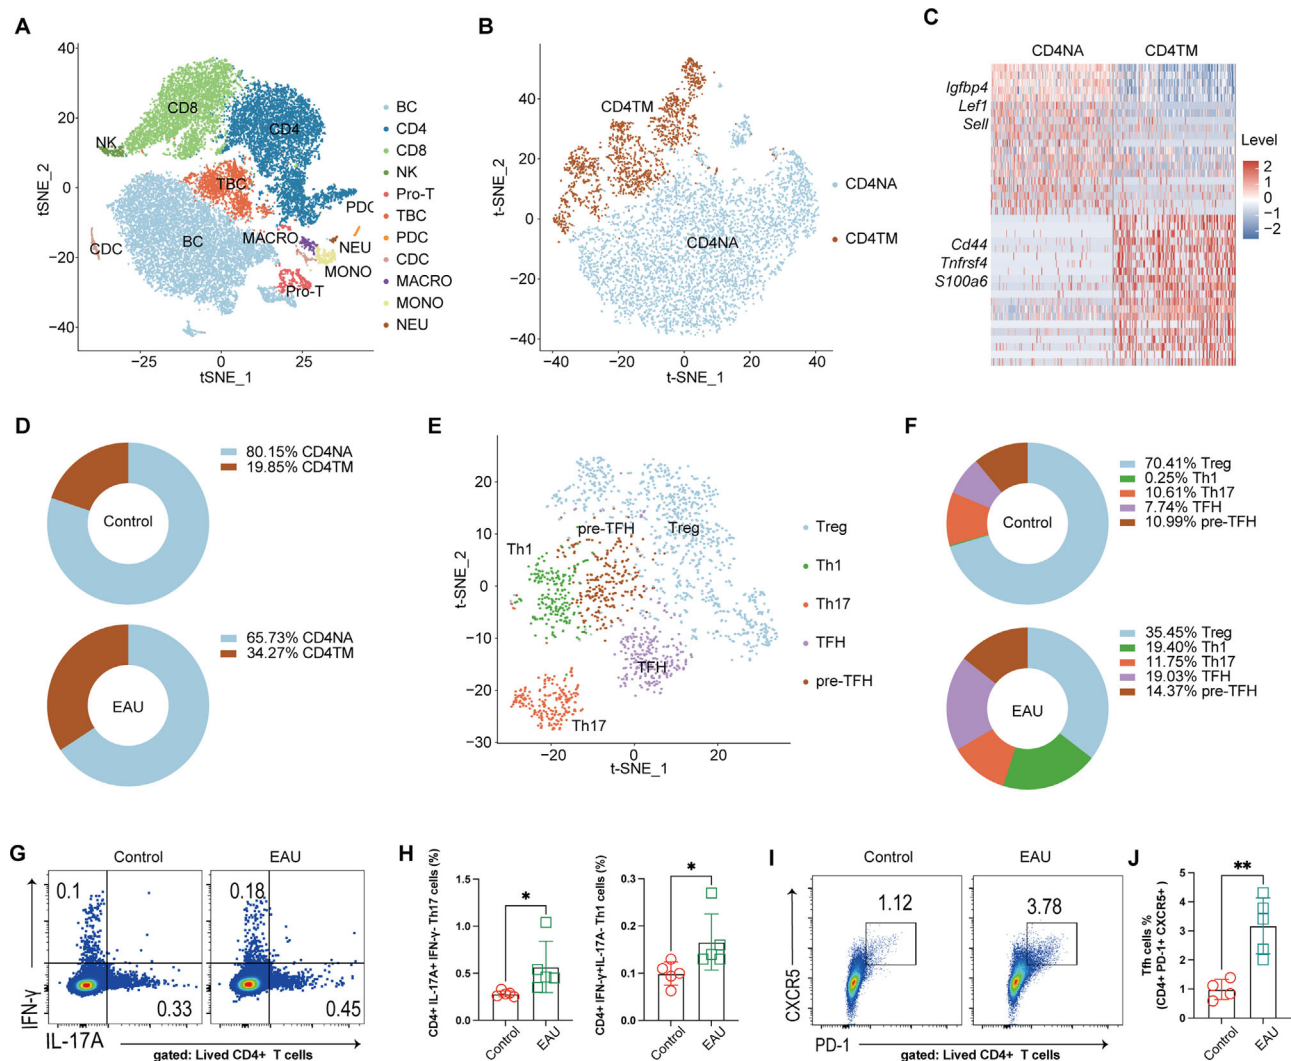 A
40
20
0
−20
−40
tSNE_2
−25
0
25
tSNE_1
CD8
CD4
NK
TBC
PDC
BC
MACRO
NEU
CDC
MONO
Pro-T
BC
CD4
CD8
NK
Pro-T
TBC
PDC
CDC
MACRO
MONO
NEU
B
40
20
0
−20
−40
t-SNE_2
−40
−20
0
20
40
t-SNE_1
CD4TM
CD4NA
CD4NA
CD4TM
C
CD4NA
CD4TM
Igfbp4
Lef1
Sell
Cd44
Tnfrsf4
S100a6
Level
2
1
0
−1
−2
D
Control
80.15% CD4NA
19.85% CD4TM
EAU
65.73% CD4NA
34.27% CD4TM
E
20
10
0
−10
−20
−30
t-SNE_2
−20
0
20
t-SNE_1
pre-TFH
Treg
Th1
TFH
Th17
Treg
Th1
Th17
TFH
pre-TFH
F
Control
70.41% Treg
0.25% Th1
10.61% Th17
7.74% TFH
10.99% pre-TFH
EAU
35.45% Treg
19.40% Th1
11.75% Th17
19.03% TFH
14.37% pre-TFH
G
Control
EAU
0.1
0.33
0.18
0.45
IFN-γ
IL-17A
gated: Lived CD4+ T cells
H
CD4+ IL-17A+ IFN-γ- Th17 cells (%)
1.5
1.0
0.5
0.0
*
Control
EAU
CD4+ IFN-γ+IL-17A- Th1 cells (%)
0.3
0.2
0.1
0.0
*
Control
EAU
I
Control
EAU
1.12
3.78
CXCR5
PD-1
gated: Lived CD4+ T cells
J
Tfh cells %
(CD4+ PD-1+ CXCR5+ )
5
4
3
2
1
0
**
Control
EAU